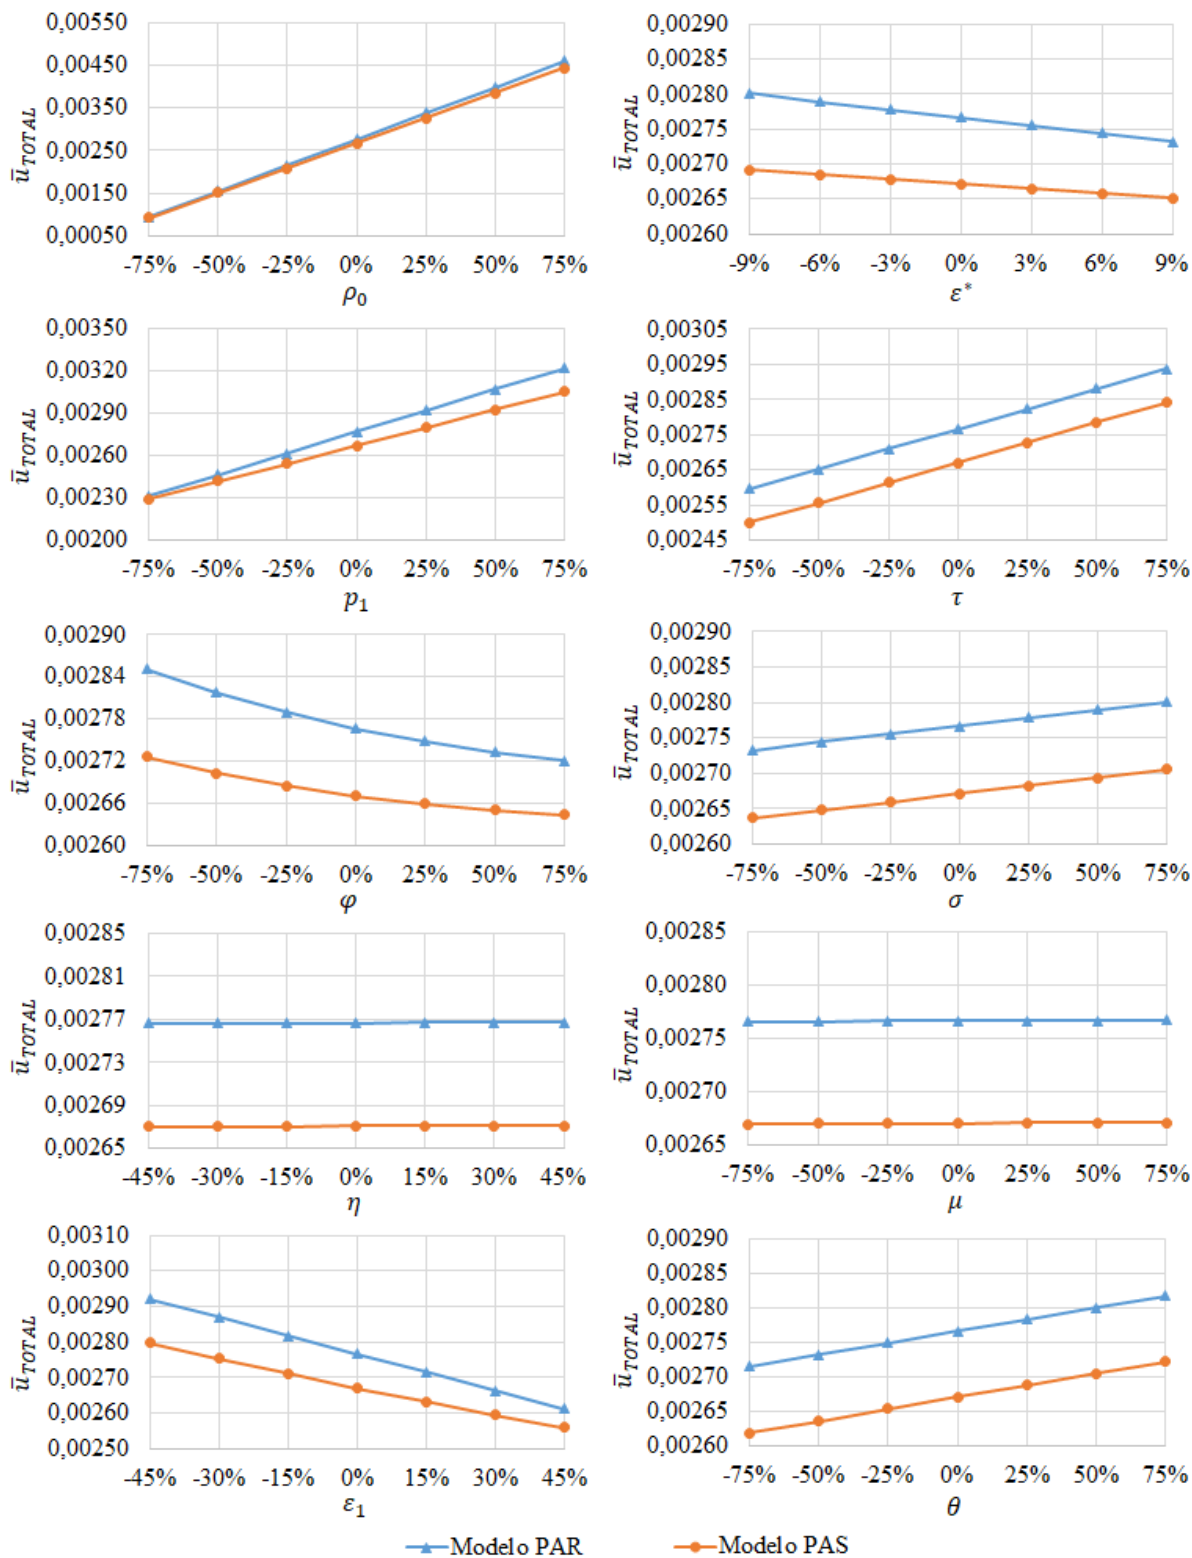 0,00550
0,00450
0,00350
0,00250
0,00150
0,00050
ū_TOTAL
-75% -50% -25% 0% 25% 50% 75%
ρ₀
0,00290
0,00285
0,00280
0,00275
0,00270
0,00265
0,00260
ū_TOTAL
-9% -6% -3% 0% 3% 6% 9%
ε*
0,00350
0,00320
0,00290
0,00260
0,00230
0,00200
ū_TOTAL
-75% -50% -25% 0% 25% 50% 75%
p₁
0,00305
0,00295
0,00285
0,00275
0,00265
0,00255
0,00245
ū_TOTAL
-75% -50% -25% 0% 25% 50% 75%
τ
0,00290
0,00284
0,00278
0,00272
0,00266
0,00260
ū_TOTAL
-75% -50% -25% 0% 25% 50% 75%
φ
0,00290
0,00285
0,00280
0,00275
0,00270
0,00265
0,00260
ū_TOTAL
-75% -50% -25% 0% 25% 50% 75%
σ
0,00285
0,00281
0,00277
0,00273
0,00269
0,00265
ū_TOTAL
-45% -30% -15% 0% 15% 30% 45%
η
0,00285
0,00280
0,00275
0,00270
0,00265
ū_TOTAL
-75% -50% -25% 0% 25% 50% 75%
μ
0,00310
0,00300
0,00290
0,00280
0,00270
0,00260
0,00250
ū_TOTAL
-45% -30% -15% 0% 15% 30% 45%
ε₁
0,00290
0,00285
0,00280
0,00275
0,00270
0,00265
0,00260
ū_TOTAL
-75% -50% -25% 0% 25% 50% 75%
θ
Modelo PAR Modelo PAS